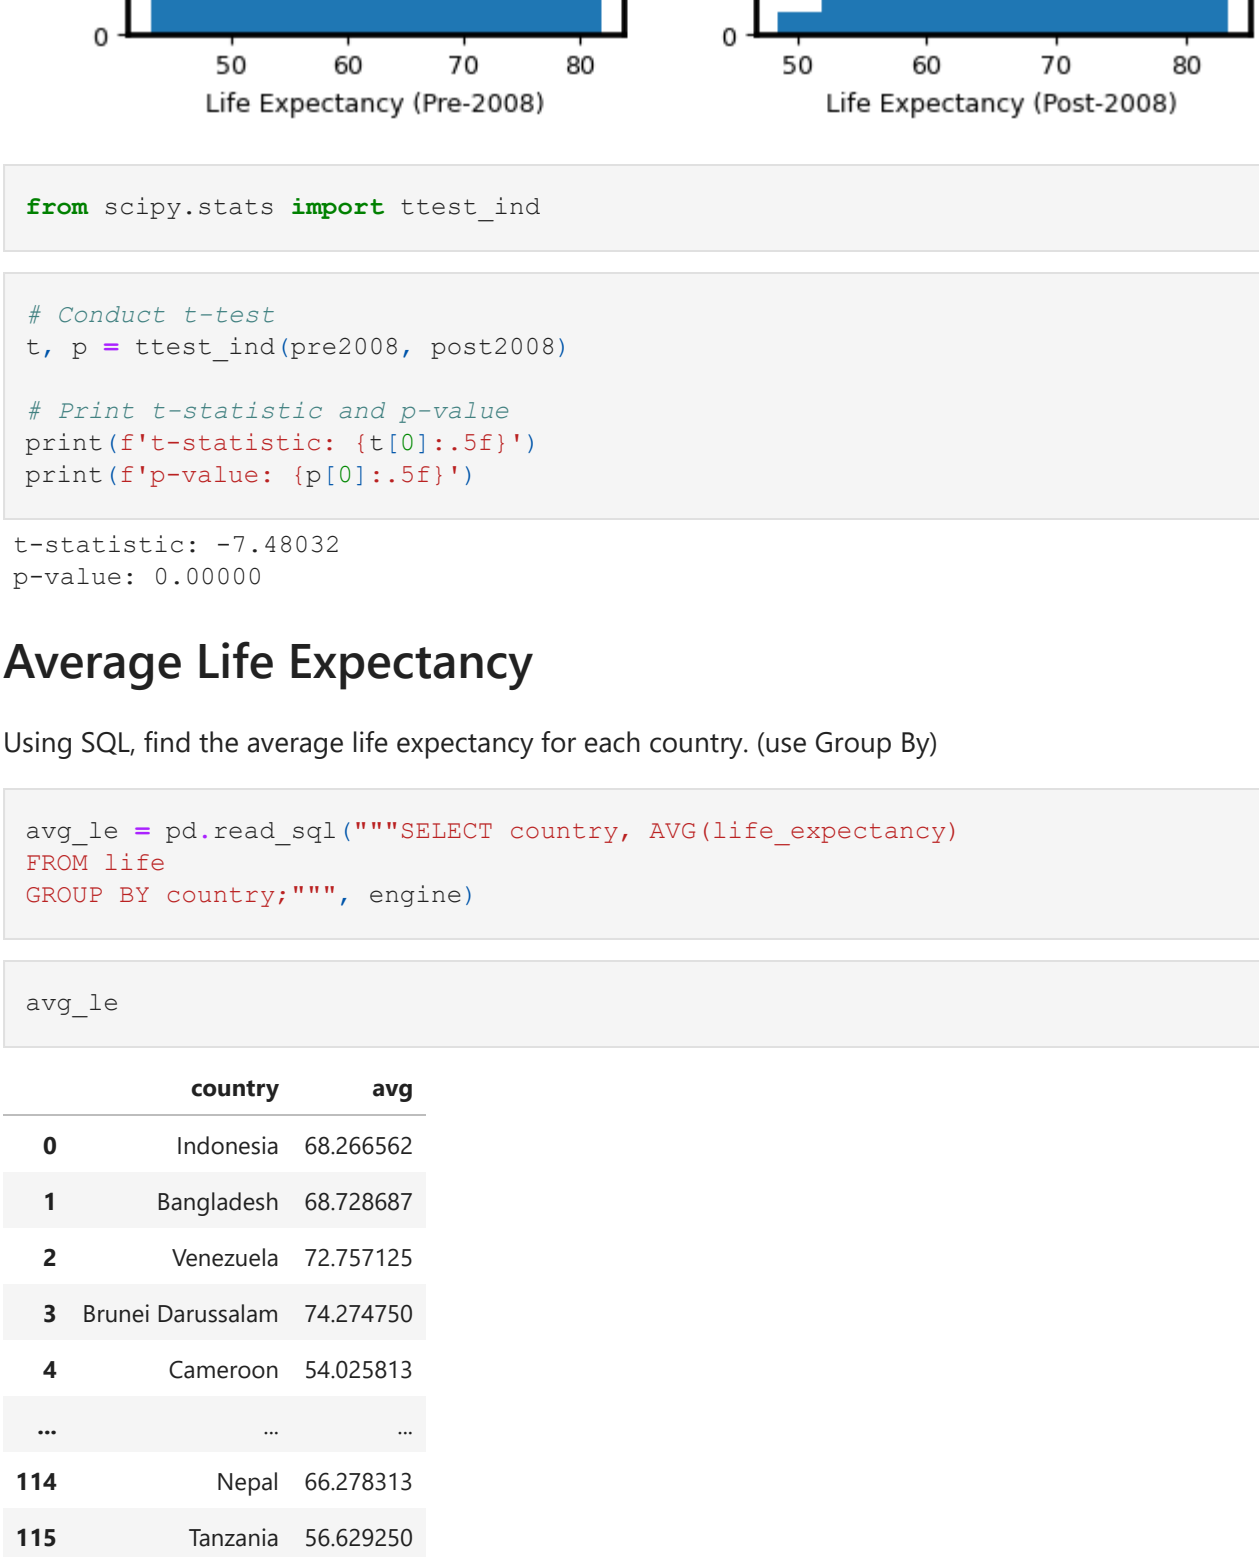 0 0
50 60 70 80 50 60 70 80
Life Expectancy (Pre-2008) Life Expectancy (Post-2008)
from scipy.stats import ttest_ind
# Conduct t-test
t, p = ttest_ind(pre2008, post2008)
# Print t-statistic and p-value
print(f't-statistic: {t[0]:.5f}')
print(f'p-value: {p[0]:.5f}')
t-statistic: -7.48032
p-value: 0.00000
Average Life Expectancy
Using SQL, find the average life expectancy for each country. (use Group By)
avg_le = pd.read_sql("""SELECT country, AVG(life_expectancy)
FROM life
GROUP BY country;""", engine)
avg_le
country avg
0 Indonesia 68.266562
1 Bangladesh 68.728687
2 Venezuela 72.757125
3 Brunei Darussalam 74.274750
4 Cameroon 54.025813
... ... ...
114 Nepal 66.278313
115 Tanzania 56.629250